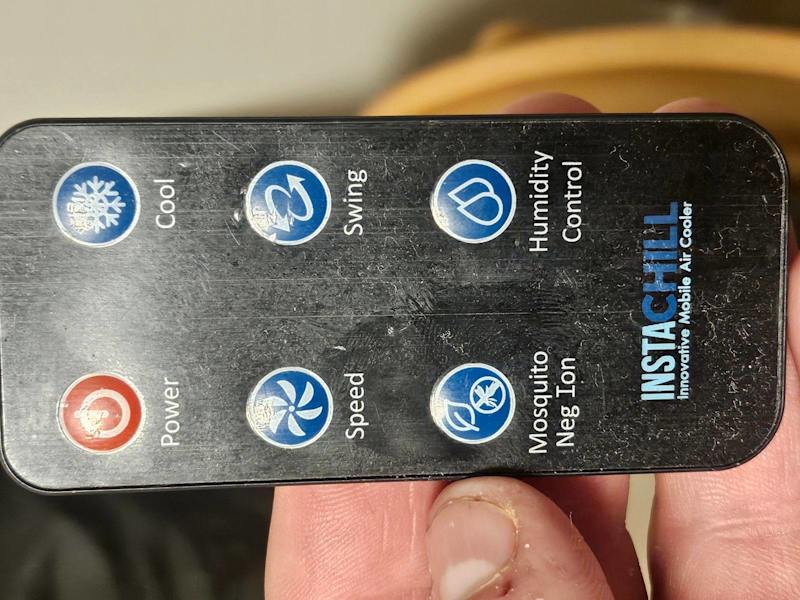 Power
Cool
Speed
Swing
Mosquito
Neg Ion
Humidity
Control
INSTACHILL
Innovative Mobile Air Cooler